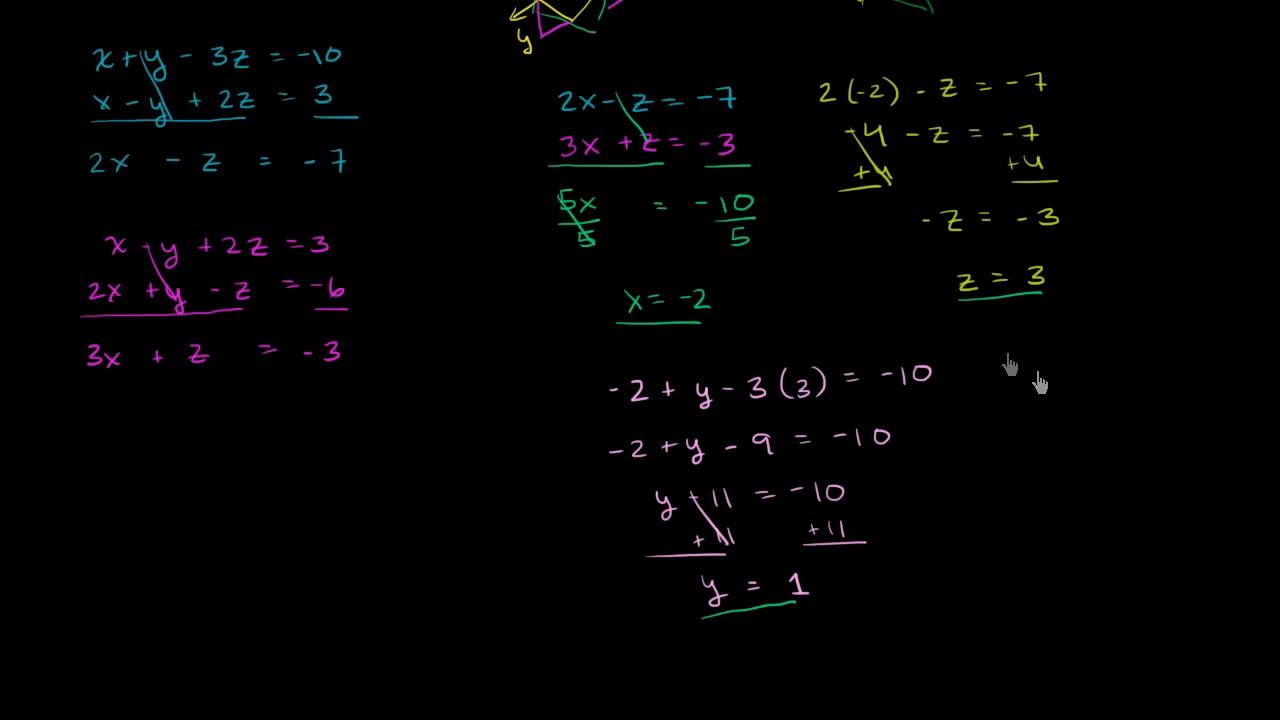 y
x + y - 3z = -10
x - y + 2z = 3
2x - z = -7
x - y + 2z = 3
2x + y - z = -6
3x + z = -3
2x - z = -7
3x + z = -3
5x = -10
5 5
x = -2
2(-2) - z = -7
-4 - z = -7
+4 +4
-z = -3
z = 3
-2 + y - 3(3) = -10
-2 + y - 9 = -10
y - 11 = -10
+ 11 + 11
y = 1